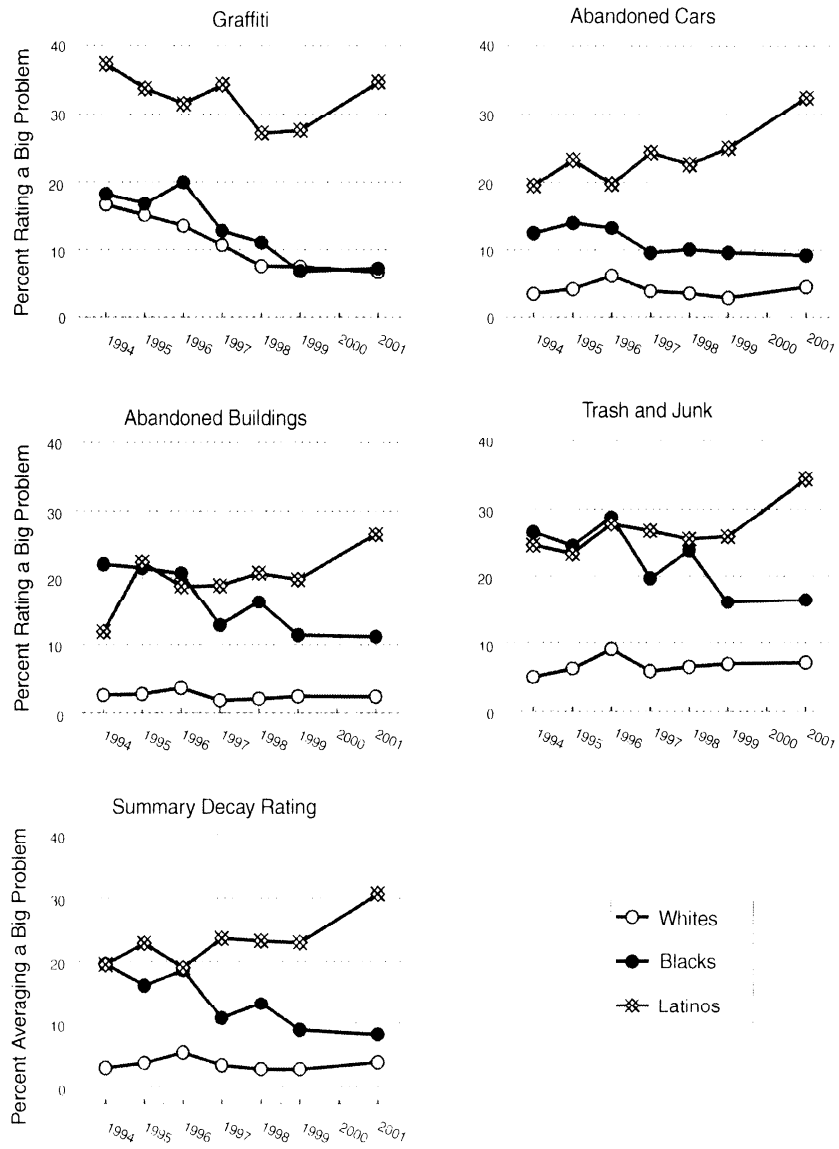 Graffiti
Percent Rating a Big Problem
40
30
20
10
0
1994 1995 1996 1997 1998 1999 2000 2001
Abandoned Cars
40
30
20
10
0
1994 1995 1996 1997 1998 1999 2000 2001
Abandoned Buildings
Percent Rating a Big Problem
40
30
20
10
0
1994 1995 1996 1997 1998 1999 2000 2001
Trash and Junk
40
30
20
10
0
1994 1995 1996 1997 1998 1999 2000 2001
Summary Decay Rating
Percent Averaging a Big Problem
40
30
20
10
0
1994 1995 1996 1997 1998 1999 2000 2001
Whites
Blacks
Latinos